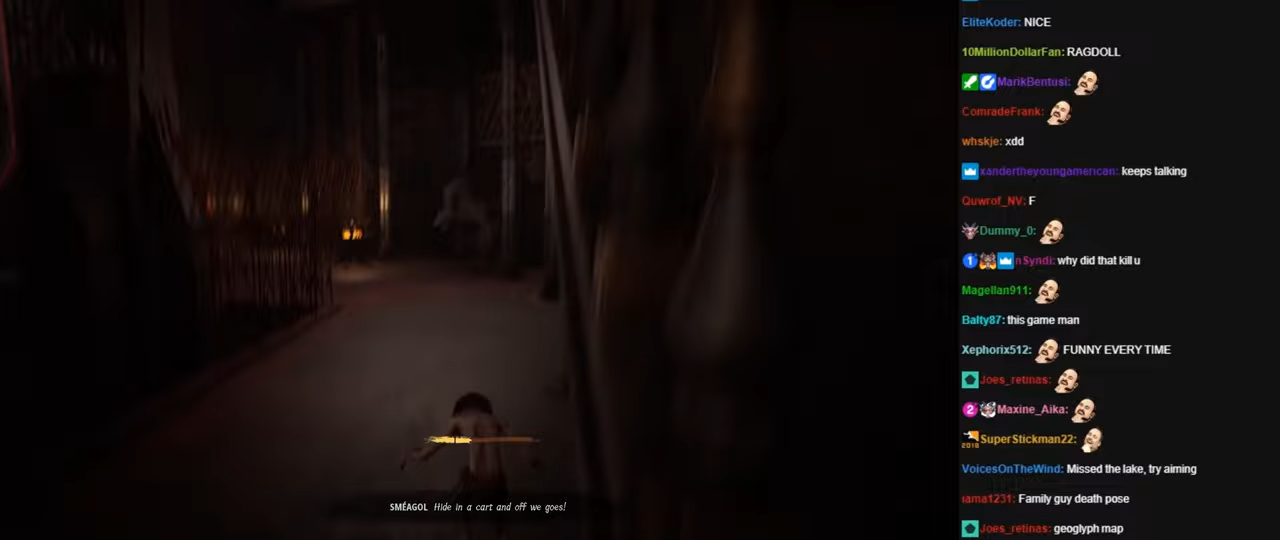 EliteKoder: NICE
10MillionDollarFan: RAGDOLL
MarikBentusi:
ComradeFrank:
whskje: xdd
xandertheyoungamerican: keeps talking
Quwrof_NV: F
Dummy_0:
nSyndi: why did that kill u
Magellan911:
Balty87: this game man
Xephorix512: FUNNY EVERY TIME
Joes_retinas:
2 Maxine_Aika:
SuperStickman22:
VoicesOnTheWind: Missed the lake, try aiming
iama1231: Family guy death pose
Joes_retinas: geoglyph map
SMÉAGOL Hide in a cart and off we goes!